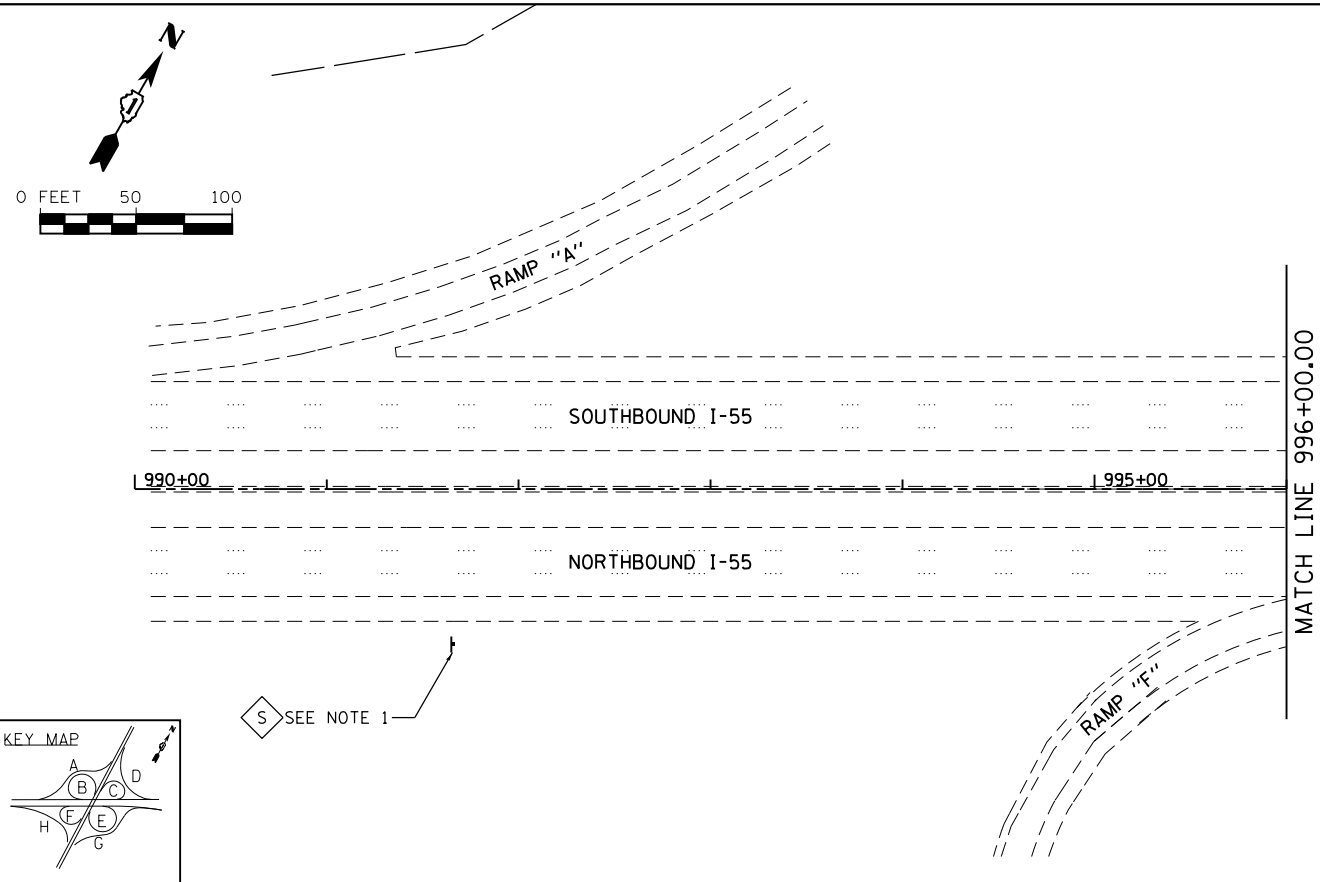 N
I
0 FEET 50 100
RAMP "A"
SOUTHBOUND I-55
990+00
995+00
NORTHBOUND I-55
MATCH LINE 996+00.00
S SEE NOTE 1
RAMP "F"
KEY MAP
N
A
B
C
D
F
E
H
G